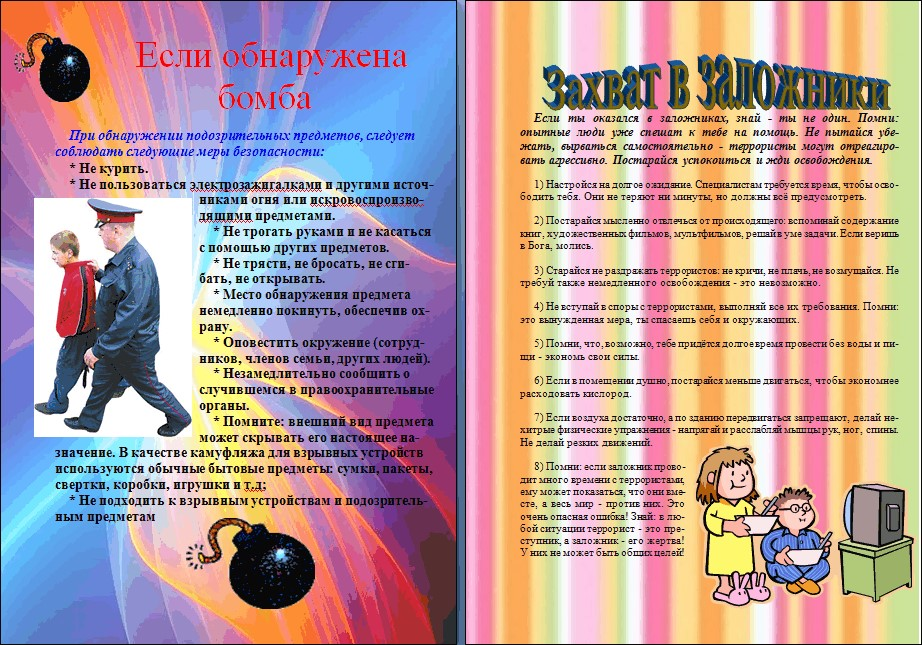 Если обнаружена
бомба
При обнаружении подозрительных предметов, следует
соблюдать следующие меры безопасности:
* Не курить.
* Не пользоваться электрозажигалками и другими источ-
никами огня или искровоспроизво-
дящими предметами.
* Не трогать руками и не касаться
с помощью других предметов.
* Не трясти, не бросать, не сги-
бать, не открывать.
* Место обнаружения предмета
немедленно покинуть, обеспечив ох-
рану.
* Оповестить окружение (сотруд-
ников, членов семьи, других людей).
* Незамедлительно сообщить о
случившемся в правоохранительные
органы.
* Помните: внешний вид предмета
может скрывать его настоящее на-
значение. В качестве камуфляжа для взрывных устройств
используются обычные бытовые предметы: сумки, пакеты,
свертки, коробки, игрушки и т.д;
* Не подходить к взрывным устройствам и подозритель-
ным предметам
Захват в заложники
Если ты оказался в заложниках, знай - ты не один. Помни:
опытные люди уже спешат к тебе на помощь. Не пытайся убе-
жать, вырваться самостоятельно - террористы могут отреагиро-
вать агрессивно. Постарайся успокоиться и жди освобождения.
1) Настройся на долгое ожидание. Специалистам требуется время, чтобы осво-
бодить тебя. Они не теряют ни минуты, но должны всё предусмотреть.
2) Постарайся мысленно отвлечься от происходящего: вспоминай содержание
книг, художественных фильмов, мультфильмов, решай в уме задачи. Если веришь
в Бога, молись.
3) Старайся не раздражать террористов: не кричи, не плачь, не возмущайся. Не
требуй также немедленного освобождения - это невозможно.
4) Не вступай в споры с террористами, выполняй все их требования. Помни:
это вынужденная мера, ты спасаешь себя и окружающих.
5) Помни, что, возможно, тебе придётся долгое время провести без воды и пи-
щи - экономь свои силы.
6) Если в помещении душно, постарайся меньше двигаться, чтобы экономнее
расходовать кислород.
7) Если воздуха достаточно, а по зданию передвигаться запрещают, делай не-
хитрые физические упражнения - напрягай и расслабляй мышцы рук, ног, спины.
Не делай резких движений.
8) Помни: если заложник прово-
дит много времени с террористами,
ему может показаться, что они вме-
сте, а весь мир - против них. Это
очень опасная ошибка! Знай: в лю-
бой ситуации террорист - это пре-
ступник, а заложник - его жертва!
У них не может быть общих целей!